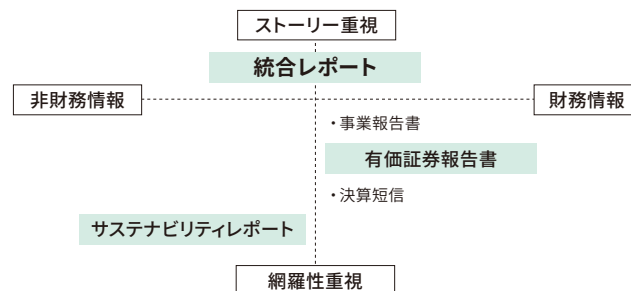 ストーリー重視
統合レポート
非財務情報
財務情報
・事業報告書
有価証券報告書
・決算短信
サステナビリティレポート
網羅性重視